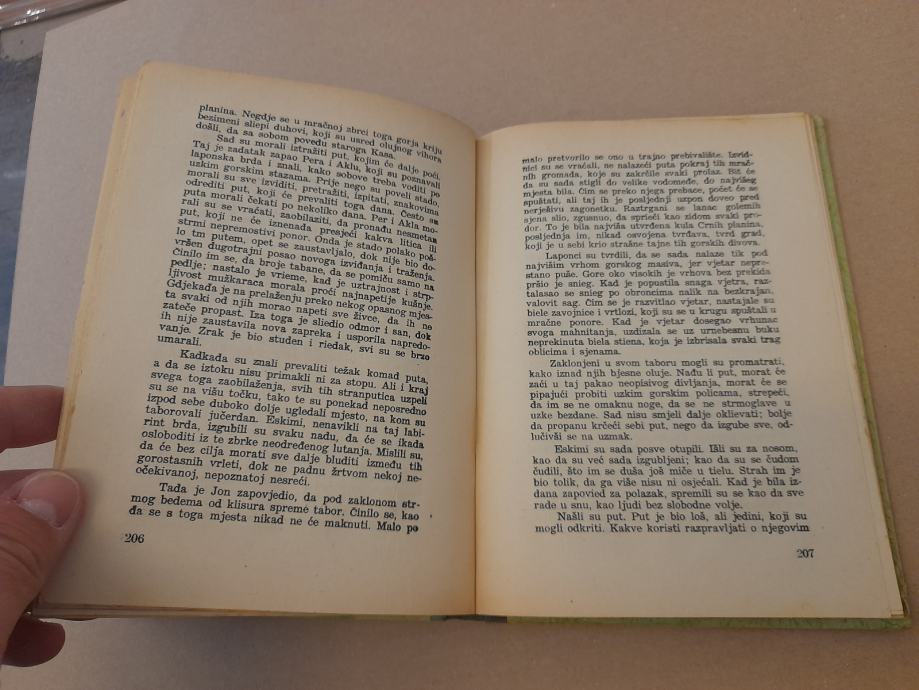 planina. Negdje se u mračnoj zbrci toga gorja kriju
bezimeni sliepi duhovi, koji su usred olujnog vihora
došli, da sa sobom povedu staroga Kasa.
Sad su morali iztražiti put, kojim će dalje poći.
Taj je zadatak zapao Pera i Aklu, koji su poznavali
laponska brda i znali, kako sobove treba voditi po
uzkim gorskim stazama. Prije nego su poveli stado,
morali su sve izviditi, pretražiti, izpitati, znakovima
odrediti put, koji će prevaliti toga dana. Često su
puta morali čekati po nekoliko dana. Per i Akla mo-
rali su se vraćati, zaobilaziti, da pronađu nesmetan
put, koji ne će iznenada presjeći kakva litica ili
strmi nepremostivi ponor. Onda je stado polako poš-
lo tm putem, opet se zaustavljalo, dok nije bio do-
vršen dugotrajni posao novoga izviđanja i traženja.
Činilo im se, da broje tabane, da se pomiču samo na
pedlje; nastalo je vrieme, kad je uztrajnost i strp-
ljivost mužkaraca morala proći najnapetije kušnje.
Gdjekada je na prelaženju preko nekog opasnog mjes-
ta svaki od njih morao napeti sve živce, da ih ne
zateče propast. Iza toga je sliedio odmor i san, dok
ih nije zaustavila nova zapreka i usporila napredo-
vanje. Zrak je bio studen i riedak, svi su se brzo
umarali.
Kadkada su znali prevaliti težak komad puta,
a da se iztoku nisu primakli ni za stopu. Ali i kraj
svega toga zaobilaženja, svih tih stranputica uzpeli
su se na višu točku, tako te su ponekad neposredno
izpod sebe duboko dolje ugledali mjesto, na kom su
taborovali jučerdan. Eskimi, nenavikli na taj labi-
rint brda, izgubili su svaku nadu, da će se ikada
osloboditi iz te zbrke neodređenog lutanja. Mislili su,
da će bez cilja morati sve dalje bluditi između tih
gorostasnih vrleti, dok ne padnu žrtvom nekoj ne-
očekivanoj, nepoznatoj nesreći.
Tada je Jon zapovjedio, da pod zaklonom str-
mog bedema od klisura spreme tabor. Činilo se, kao
da se s toga mjesta nikad ne će maknuti. Malo po
206
malo pretvorilo se ono u trajno prebivalište. Izvid-
nici su se vraćali, ne nalazeći puta pokraj tih mrač-
nih gromada, koje su zakrčile svaki prolaz. Bit će
da su sada stigli do velike vododmeđe, do najvišeg
mjesta bila. Čim se preko njega prebace, počet će se
spuštati, ali taj ih je posljednji uzpon doveo pred
nerješivu zagonetku. Raztrgani se lanac golemih
sjena slio, zgusnuo, da sprieči kao zidom svaki pro-
dor. To je bila najviša utvrđena kula Crnih planina,
posljednja im, nikad osvojena tvrđava, tvrd grad,
koji je u sebi krio strašne tajne tih gorskih divova.
Laponci su tvrdili, da se sada nalaze tik pod
najvišim vrhom gorskog masiva, jer vjetar nepre-
stano puše. Gore oko visokih je vrhova bez prekida
pršio je snieg. Kad je popustila snaga vjetra, raz-
talasao se snieg po obroncima nalik na bezkrajan,
valovit sag. Čim se je razvitlao vjetar, nastajale su
biele zavojnice i vrtlozi, koji su se u krugu spuštali u
mračne ponore. Kad je vjetar dosegao vrhunac
svoga mahnitanja, uzdizala se uz urnebesnu buku
neprekinuta biela stiena, koja je izbrisala svaki trag
oblicima i sjenama.
Zaklonjeni u svom taboru mogli su promatrati,
kako iznad njih bjesne oluje. Nađu li put, morat će
zaći u taj pakao neopisivog divljanja, morat će se
pipajući probiti uzkim gorskim policama, strepeći,
da im se ne omaknu noge, da se ne strmoglave u
uzke bezdane. Sad nisu smjeli dalje oklievati; bolje
da propanu krčeći sebi put, nego da izgube sve, od-
lučivši se na uzmak.
Eskimi su sada posve otupili. Išli su za nosom,
kao da su već sada izgubljeni; kao da su se čudom
čudili, što im se duša još miče u tielu. Strah im je
bio tolik, da ga više nisu ni osjećali. Kad je bila iz-
dana zapovied za polazak, spremili su se kao da sve
rade u snu, kao ljudi bez slobodne volje.
Našli su put. Put je bio loš, ali jedini, koji su
mogli odkriti. Kakve koristi razpravljati o njegovim
207